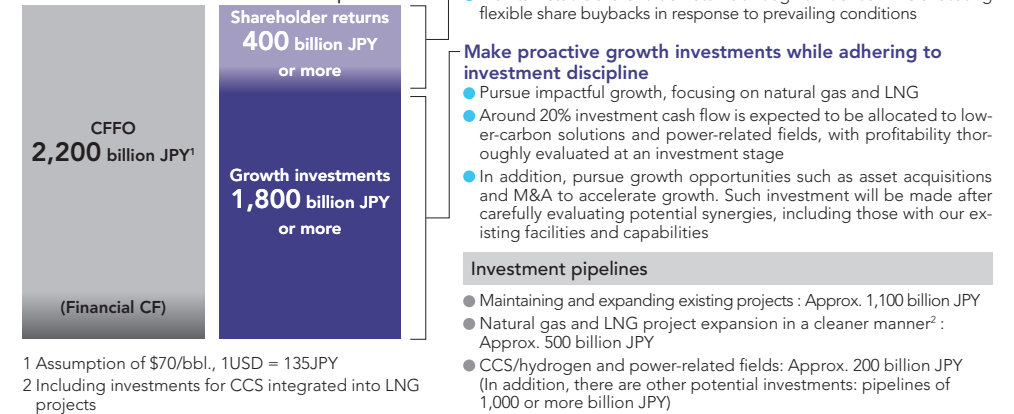 Shareholder returns
400 billion JPY
or more
CFFO
2,200 billion JPY¹
Growth investments
1,800 billion JPY
or more
(Financial CF)
1 Assumption of $70/bbl., 1USD = 135JPY
2 Including investments for CCS integrated into LNG
projects
flexible share buybacks in response to prevailing conditions
Make proactive growth investments while adhering to
investment discipline
● Pursue impactful growth, focusing on natural gas and LNG
● Around 20% investment cash flow is expected to be allocated to low-
er-carbon solutions and power-related fields, with profitability thor-
oughly evaluated at an investment stage
● In addition, pursue growth opportunities such as asset acquisitions
and M&A to accelerate growth. Such investment will be made after
carefully evaluating potential synergies, including those with our ex-
isting facilities and capabilities
Investment pipelines
● Maintaining and expanding existing projects : Approx. 1,100 billion JPY
● Natural gas and LNG project expansion in a cleaner manner² :
Approx. 500 billion JPY
● CCS/hydrogen and power-related fields: Approx. 200 billion JPY
(In addition, there are other potential investments: pipelines of
1,000 or more billion JPY)